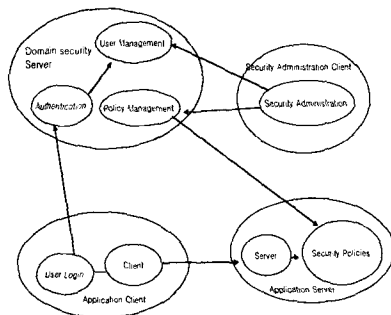 User Management
Domain security
Server
Security Administration Client
Authentication
Policy Management
Security Administration
User Login
Client
Server
Security Policies
Application Client
Application Server